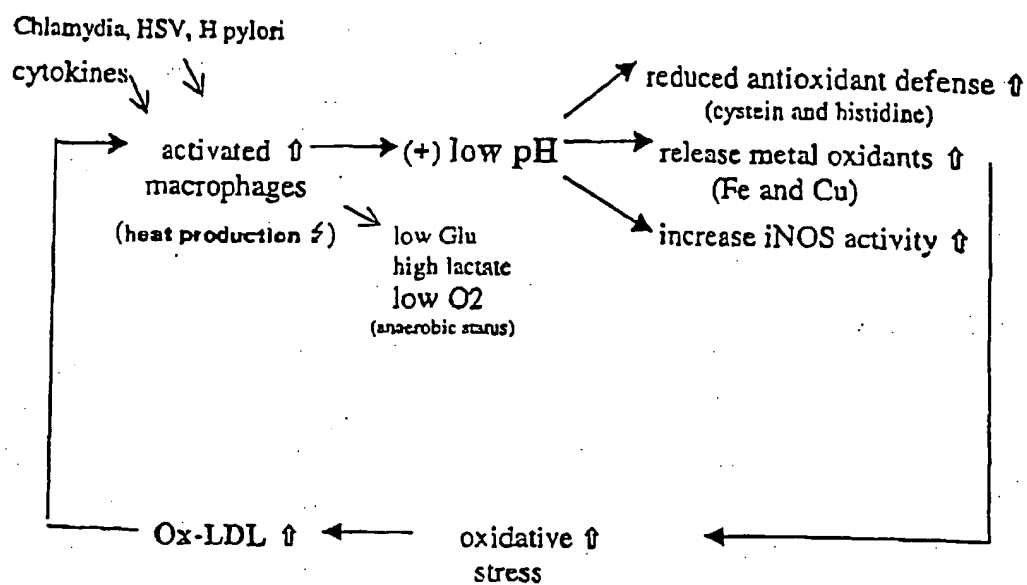 Chlamydia, HSV, H pylori
cytokines
activated ⇧
macrophages
(heat production ⇧)
(+) low pH
low Glu
high lactate
low O2
(anaerobic status)
reduced antioxidant defense ⇧
(cystein and histidine)
release metal oxidants ⇧
(Fe and Cu)
increase iNOS activity ⇧
oxidative ⇧
stress
Ox-LDL ⇧